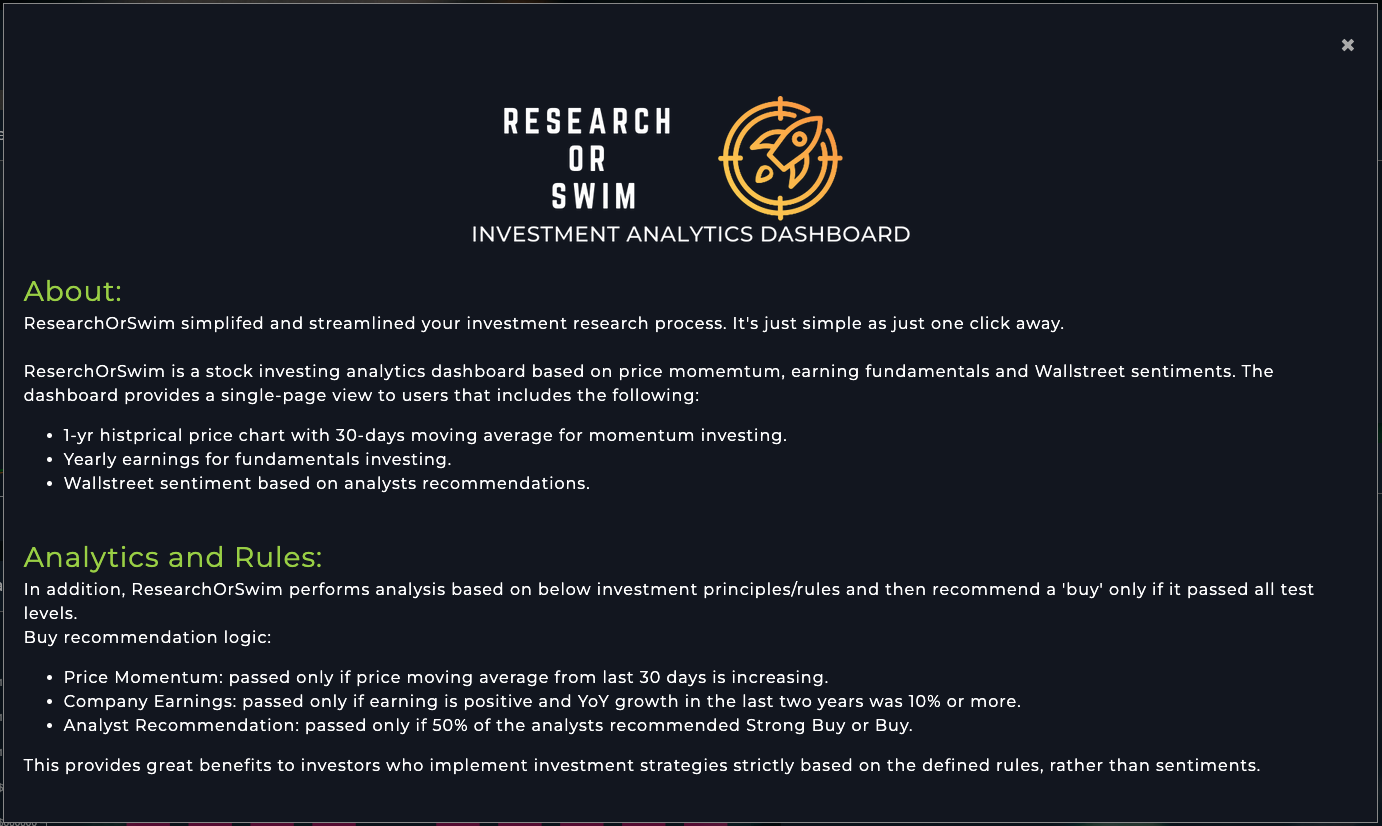 ✖
RESEARCH
OR
SWIM
INVESTMENT ANALYTICS DASHBOARD
About:
ResearchOrSwim simplifed and streamlined your investment research process. It's just simple as just one click away.
ReserchOrSwim is a stock investing analytics dashboard based on price momemtum, earning fundamentals and Wallstreet sentiments. The
dashboard provides a single-page view to users that includes the following:
• 1-yr histprical price chart with 30-days moving average for momentum investing.
• Yearly earnings for fundamentals investing.
• Wallstreet sentiment based on analysts recommendations.
Analytics and Rules:
In addition, ResearchOrSwim performs analysis based on below investment principles/rules and then recommend a 'buy' only if it passed all test
levels.
Buy recommendation logic:
• Price Momentum: passed only if price moving average from last 30 days is increasing.
• Company Earnings: passed only if earning is positive and YoY growth in the last two years was 10% or more.
• Analyst Recommendation: passed only if 50% of the analysts recommended Strong Buy or Buy.
This provides great benefits to investors who implement investment strategies strictly based on the defined rules, rather than sentiments.